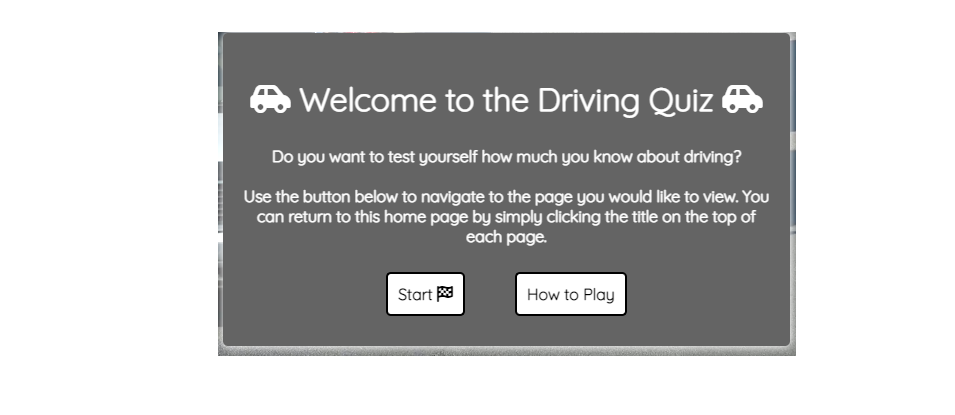 Welcome to the Driving Quiz
Do you want to test yourself how much you know about driving?
Use the button below to navigate to the page you would like to view. You
can return to this home page by simply clicking the title on the top of
each page.
Start
How to Play